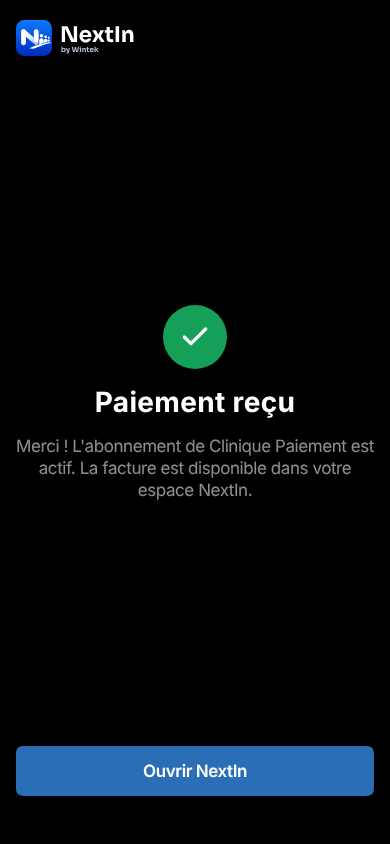 NextIn
by Wintek
Paiement reçu
Merci ! L'abonnement de Clinique Paiement est
actif. La facture est disponible dans votre
espace NextIn.
Ouvrir NextIn